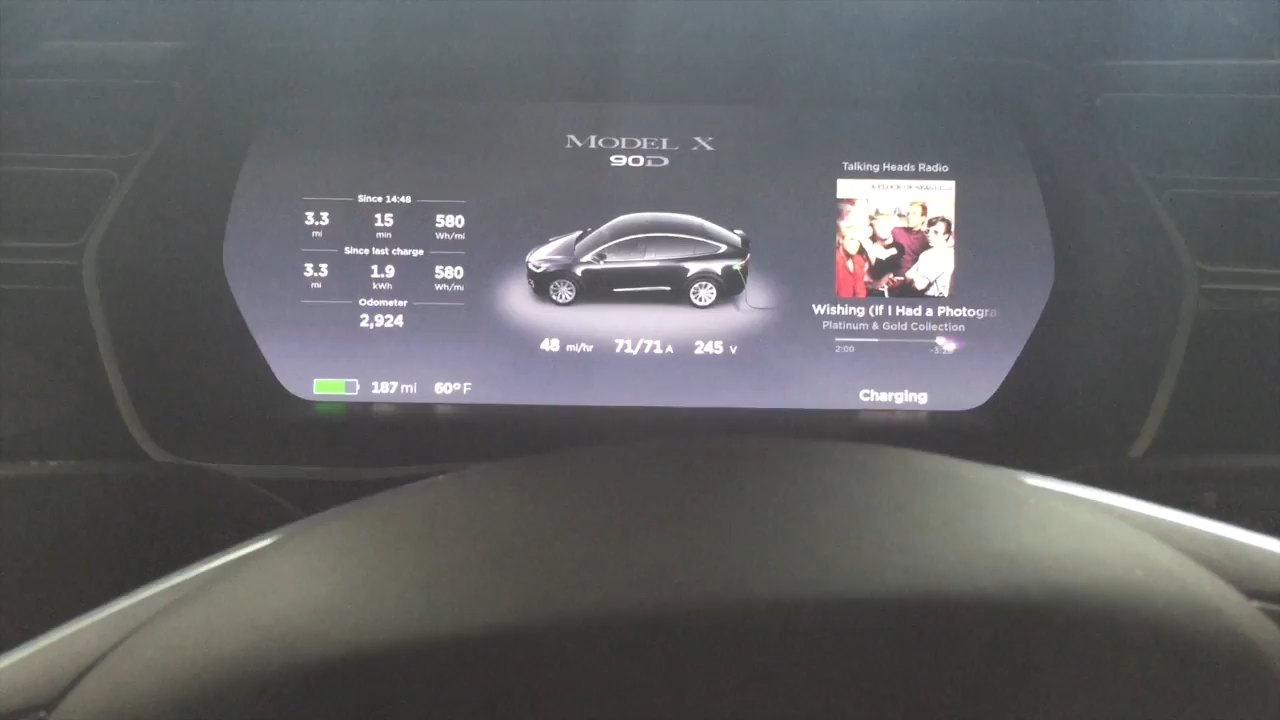 MODEL X
90D
Since 14:48
3.3 15 580
mi min Wh/mi
Since last charge
3.3 1.9 580
mi kWh Wh/mi
Odometer
2,924
187 mi 60° F
48 mi/hr 71/71 A 245 V
Talking Heads Radio
Wishing (If I Had a Photogra
Platinum & Gold Collection
2:00
Charging